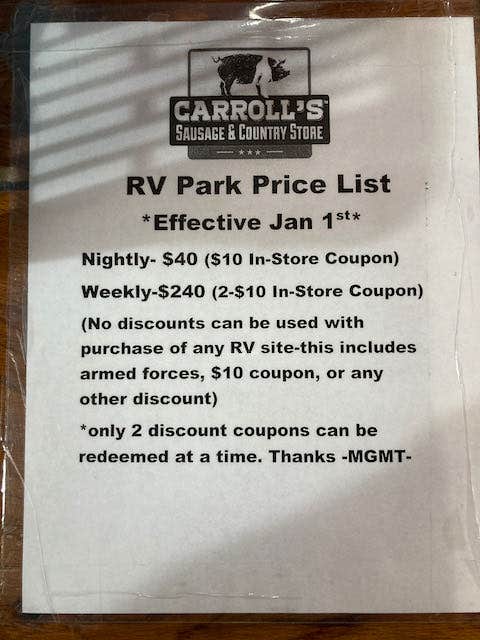 CARROLL'S
SAUSAGE & COUNTRY STORE
RV Park Price List
*Effective Jan 1st*
Nightly- $40 ($10 In-Store Coupon)
Weekly-$240 (2-$10 In-Store Coupon)
(No discounts can be used with
purchase of any RV site-this includes
armed forces, $10 coupon, or any
other discount)
*only 2 discount coupons can be
redeemed at a time. Thanks -MGMT-